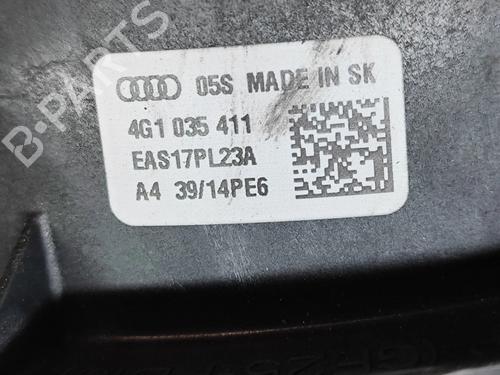 B-PARTS
05S MADE IN SK
4G1 035 411
EAS17PL23A
A4 39/14PE6